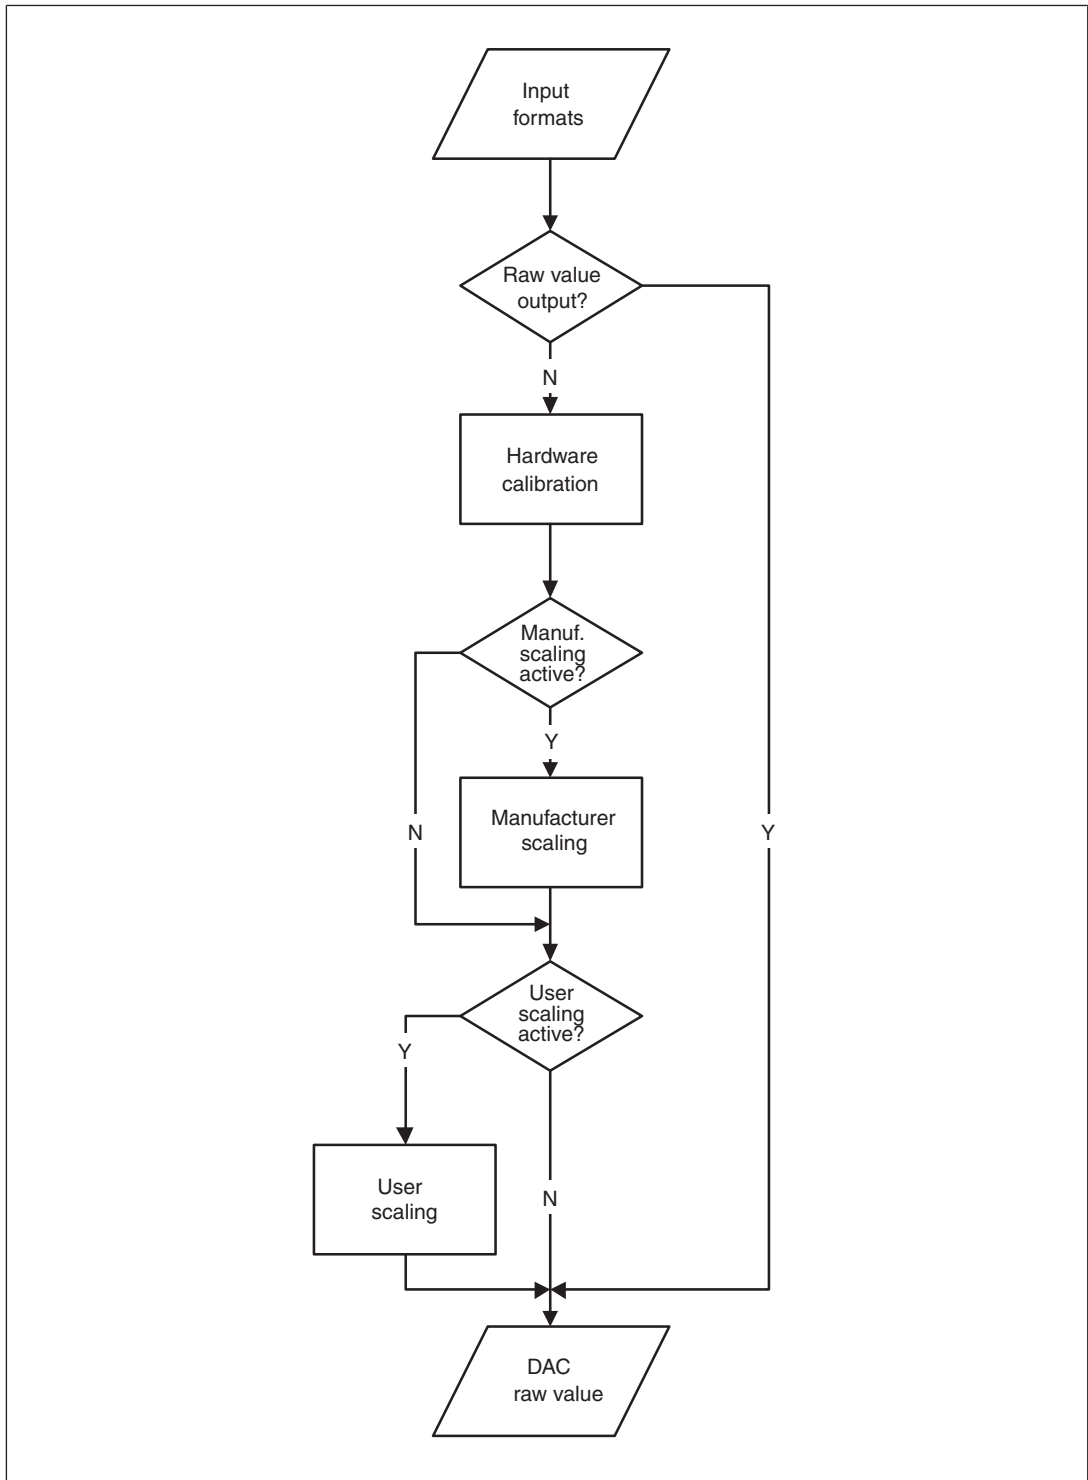 Input
formats
Raw value
output?
N
Hardware
calibration
Manuf.
scaling
active?
Y
Manufacturer
scaling
N
Y
User
scaling
active?
Y
User
scaling
N
DAC
raw value